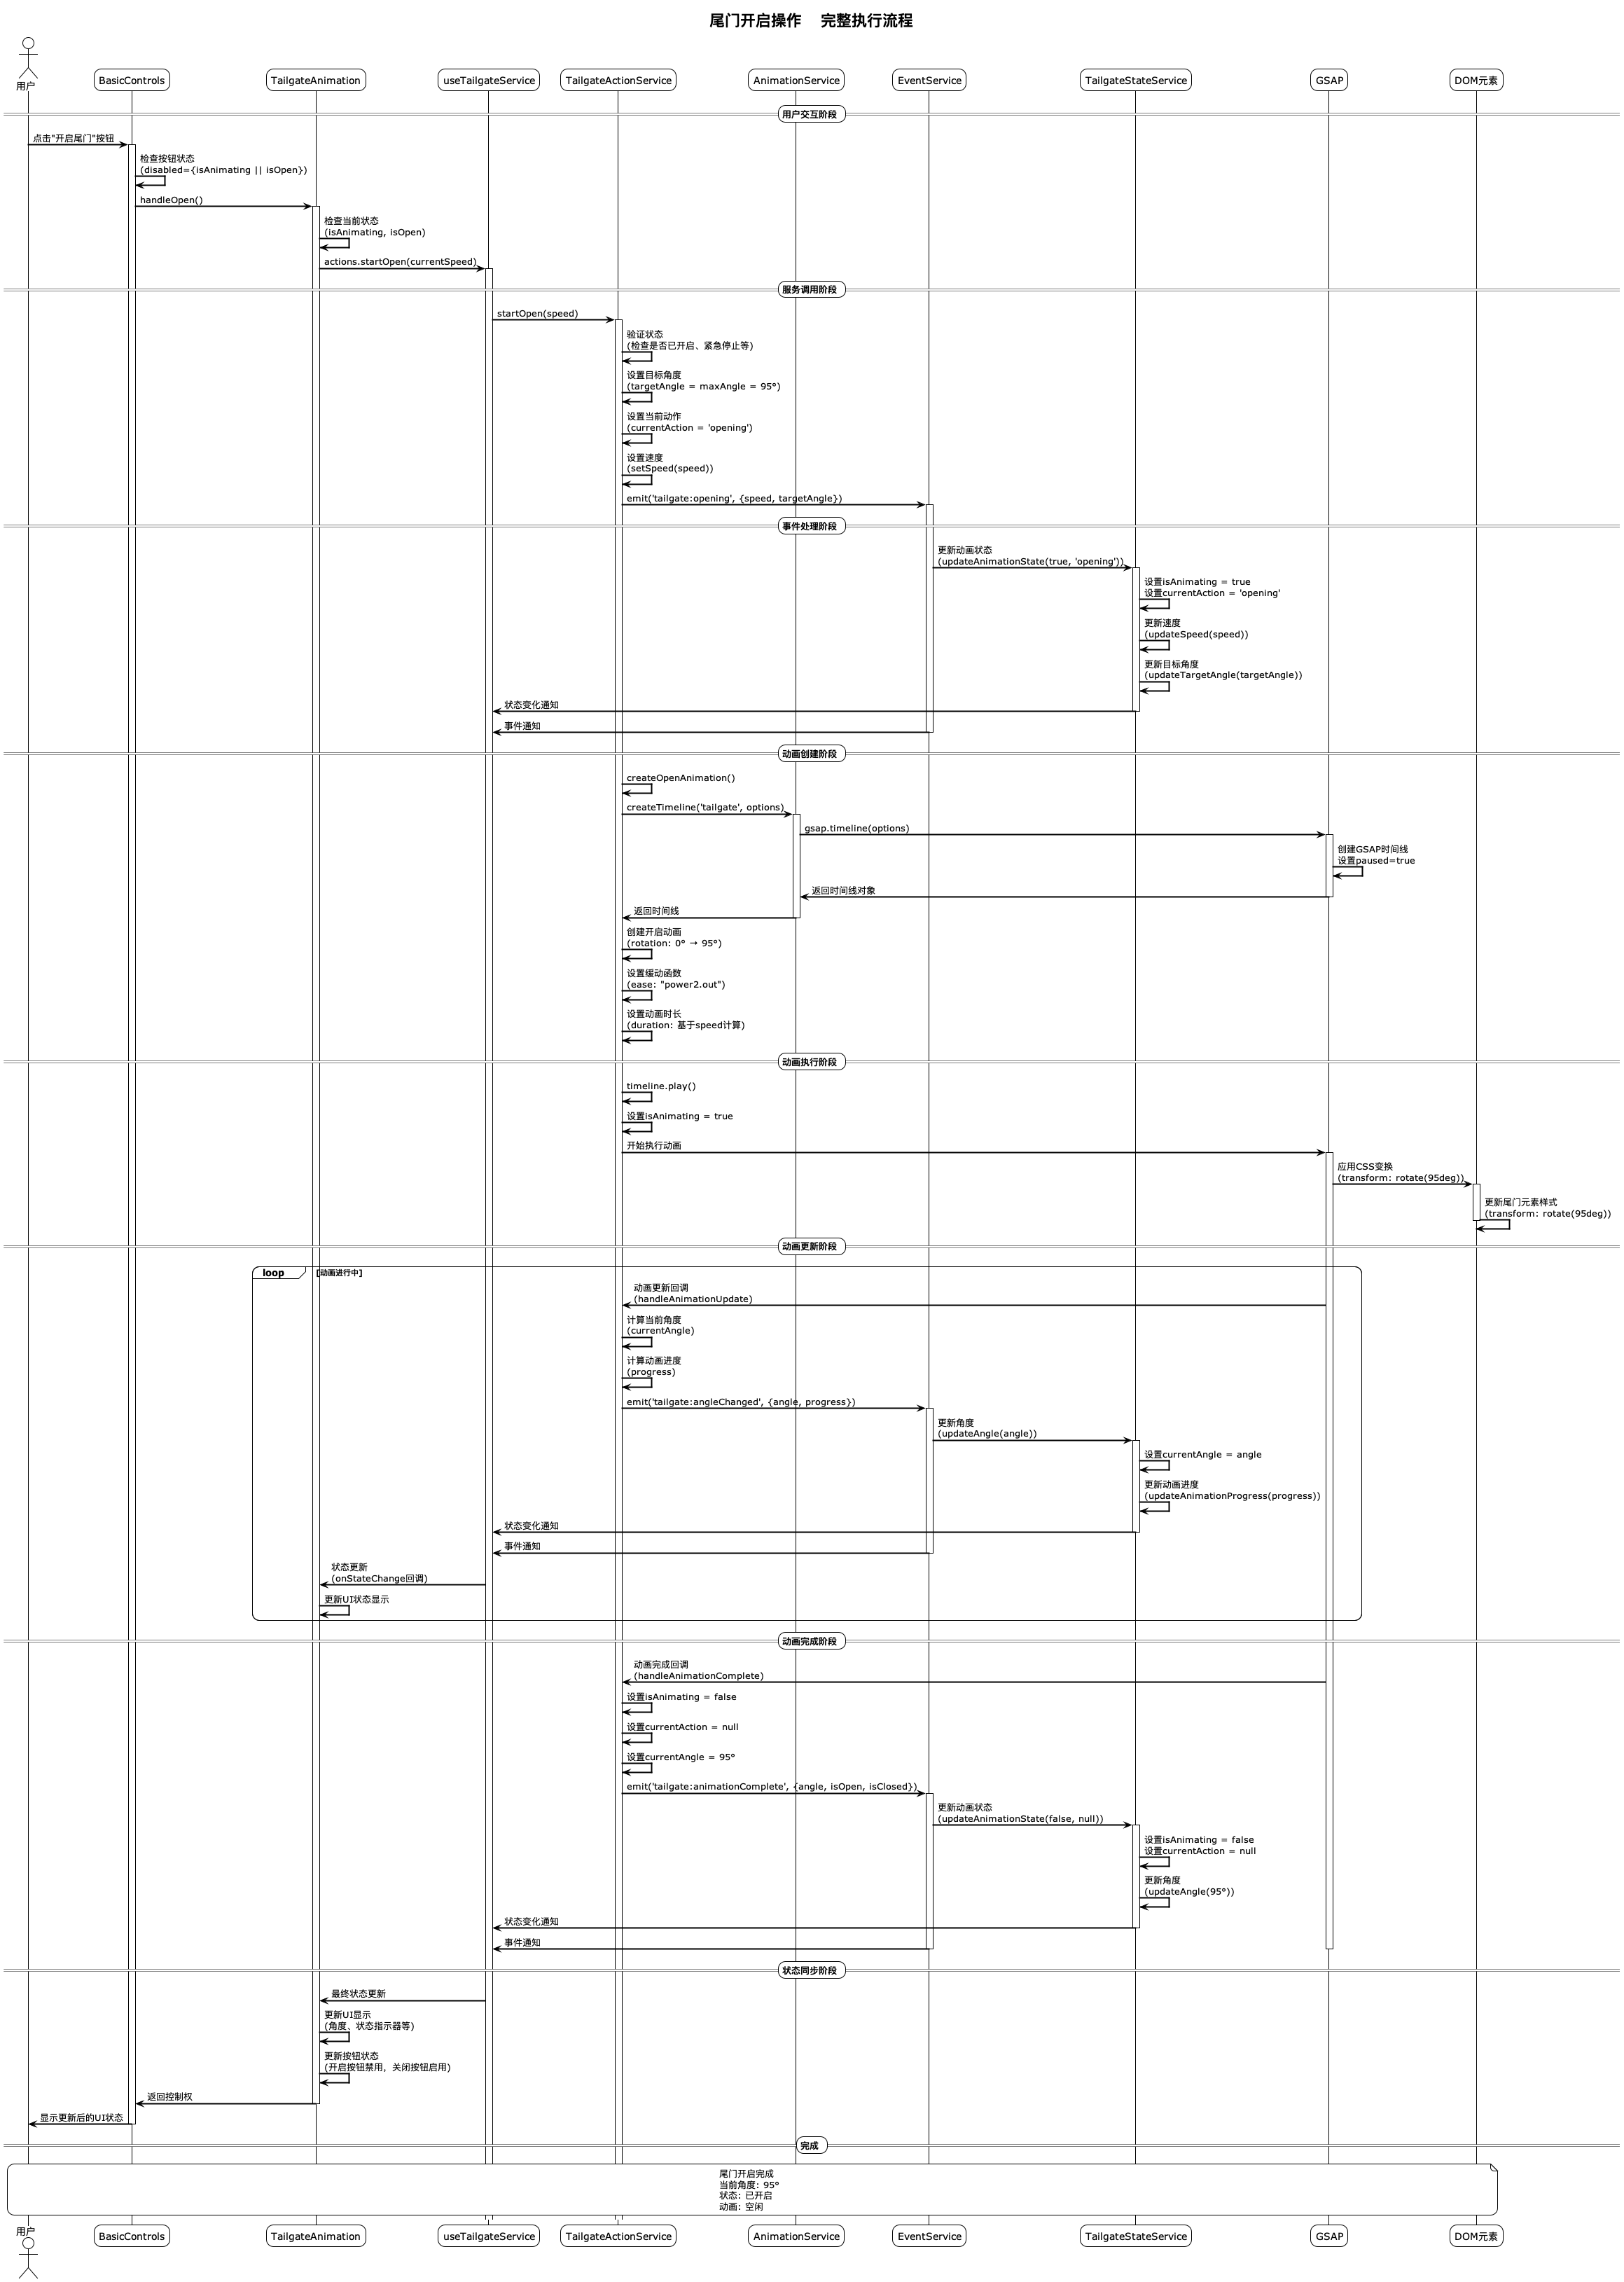 尾门开启操作 完整执行流程
用户
BasicControls
TailgateAnimation
useTailgateService
TailgateActionService
AnimationService
EventService
TailgateStateService
GSAP
DOM元素
用户交互阶段
点击"开启尾门"按钮
检查按钮状态
(disabled={isAnimating || isOpen})
handleOpen()
检查当前状态
(isAnimating, isOpen)
actions.startOpen(currentSpeed)
服务调用阶段
startOpen(speed)
验证状态
(检查是否已开启、紧急停止等)
设置目标角度
(targetAngle = maxAngle = 95°)
设置当前动作
(currentAction = 'opening')
设置速度
(setSpeed(speed))
emit('tailgate:opening', {speed, targetAngle})
事件处理阶段
更新动画状态
(updateAnimationState(true, 'opening'))
设置isAnimating = true
设置currentAction = 'opening'
更新速度
(updateSpeed(speed))
更新目标角度
(updateTargetAngle(targetAngle))
状态变化通知
事件通知
动画创建阶段
createOpenAnimation()
createTimeline('tailgate', options)
gsap.timeline(options)
创建GSAP时间线
设置paused=true
返回时间线对象
返回时间线
创建开启动画
(rotation: 0° → 95°)
设置缓动函数
(ease: "power2.out")
设置动画时长
(duration: 基于speed计算)
动画执行阶段
timeline.play()
设置isAnimating = true
开始执行动画
应用CSS变换
(transform: rotate(95deg))
更新尾门元素样式
(transform: rotate(95deg))
动画更新阶段
loop [动画进行中]
动画更新回调
(handleAnimationUpdate)
计算当前角度
(currentAngle)
计算动画进度
(progress)
emit('tailgate:angleChanged', {angle, progress})
更新角度
(updateAngle(angle))
设置currentAngle = angle
更新动画进度
(updateAnimationProgress(progress))
状态变化通知
事件通知
状态更新
(onStateChange回调)
更新UI状态显示
动画完成阶段
动画完成回调
(handleAnimationComplete)
设置isAnimating = false
设置currentAction = null
设置currentAngle = 95°
emit('tailgate:animationComplete', {angle, isOpen, isClosed})
更新动画状态
(updateAnimationState(false, null))
设置isAnimating = false
设置currentAction = null
更新角度
(updateAngle(95°))
状态变化通知
事件通知
状态同步阶段
最终状态更新
更新UI显示
(角度、状态指示器等)
更新按钮状态
(开启按钮禁用，关闭按钮启用)
返回控制权
显示更新后的UI状态
完成
尾门开启完成
当前角度: 95°
状态: 已开启
动画: 空闲
用户
BasicControls
TailgateAnimation
useTailgateService
TailgateActionService
AnimationService
EventService
TailgateStateService
GSAP
DOM元素